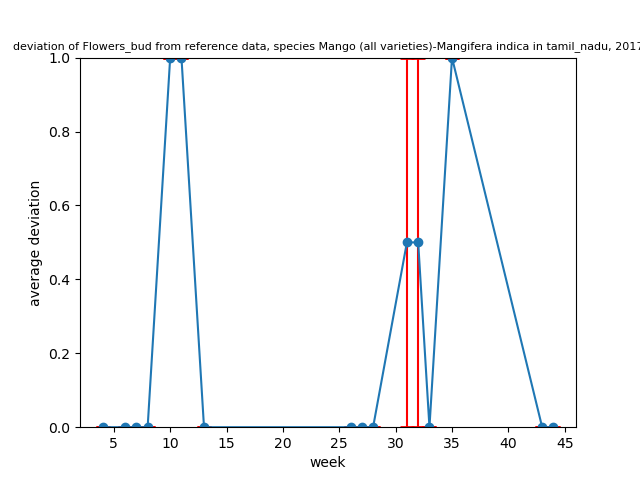 deviation of Flowers_bud from reference data, species Mango (all varieties)-Mangifera indica in tamil_nadu, 2017
1.0
0.8
0.6
0.4
0.2
0.0
average deviation
5 10 15 20 25 30 35 40 45
week